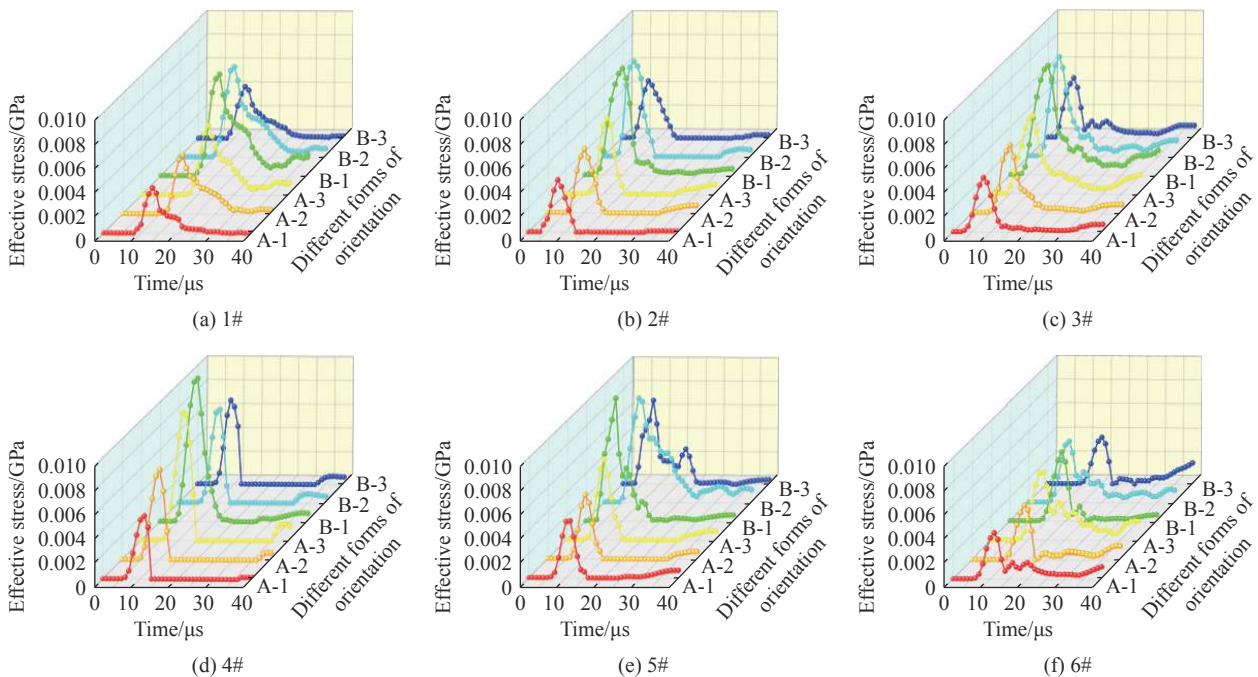 Effective stress/GPa
0.010
0.008
0.006
0.004
0.002
0
0 10 20 30 40
Time/μs
A-1
A-2
A-3
B-1
B-2
B-3
Different forms of
orientation
(a) 1#
Effective stress/GPa
0.010
0.008
0.006
0.004
0.002
0
0 10 20 30 40
Time/μs
A-1
A-2
A-3
B-1
B-2
B-3
Different forms of
orientation
(b) 2#
Effective stress/GPa
0.010
0.008
0.006
0.004
0.002
0
0 10 20 30 40
Time/μs
A-1
A-2
A-3
B-1
B-2
B-3
Different forms of
orientation
(c) 3#
Effective stress/GPa
0.010
0.008
0.006
0.004
0.002
0
0 10 20 30 40
Time/μs
A-1
A-2
A-3
B-1
B-2
B-3
Different forms of
orientation
(d) 4#
Effective stress/GPa
0.010
0.008
0.006
0.004
0.002
0
0 10 20 30 40
Time/μs
A-1
A-2
A-3
B-1
B-2
B-3
Different forms of
orientation
(e) 5#
Effective stress/GPa
0.010
0.008
0.006
0.004
0.002
0
0 10 20 30 40
Time/μs
A-1
A-2
A-3
B-1
B-2
B-3
Different forms of
orientation
(f) 6#